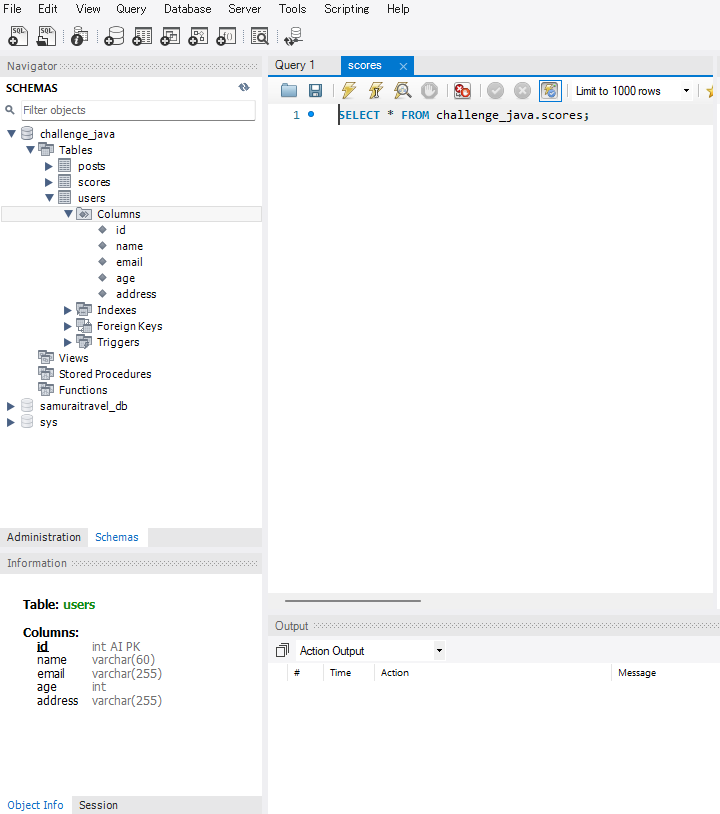 File Edit View Query Database Server Tools Scripting Help
Navigator
SCHEMAS
Filter objects
challenge_java
Tables
posts
scores
users
Columns
id
name
email
age
address
Indexes
Foreign Keys
Triggers
Views
Stored Procedures
Functions
samuraitravel_db
sys
Administration Schemas
Information
Table: users
Columns:
id int AI PK
name varchar(60)
email varchar(255)
age int
address varchar(255)
Object Info Session
Query 1 scores
Limit to 1000 rows
1 SELECT * FROM challenge_java.scores;
Output
Action Output
# Time Action Message